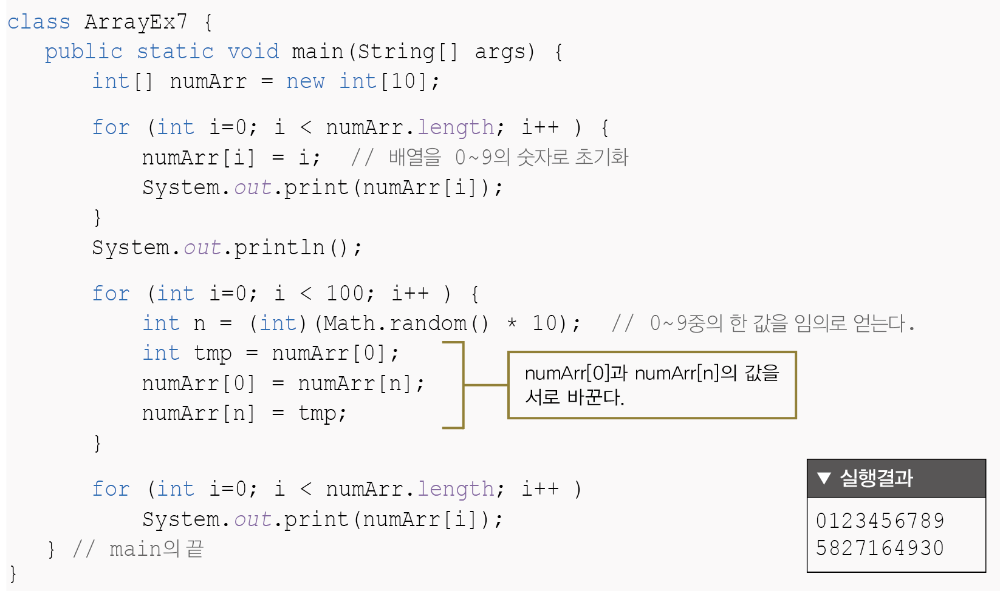 class ArrayEx7 {
public static void main(String[] args) {
int[] numArr = new int[10];
for (int i=0; i < numArr.length; i++ ) {
numArr[i] = i;  // 배열을 0~9의 숫자로 초기화
System.out.print(numArr[i]);
}
System.out.println();
for (int i=0; i < 100; i++ ) {
int n = (int)(Math.random() * 10);  // 0~9중의 한 값을 임의로 얻는다.
int tmp = numArr[0];
numArr[0] = numArr[n];
numArr[n] = tmp;
numArr[0]과 numArr[n]의 값을
서로 바꾼다.
}
for (int i=0; i < numArr.length; i++ )
System.out.print(numArr[i]);
} // main의 끝
}
▼ 실행결과
0123456789
5827164930